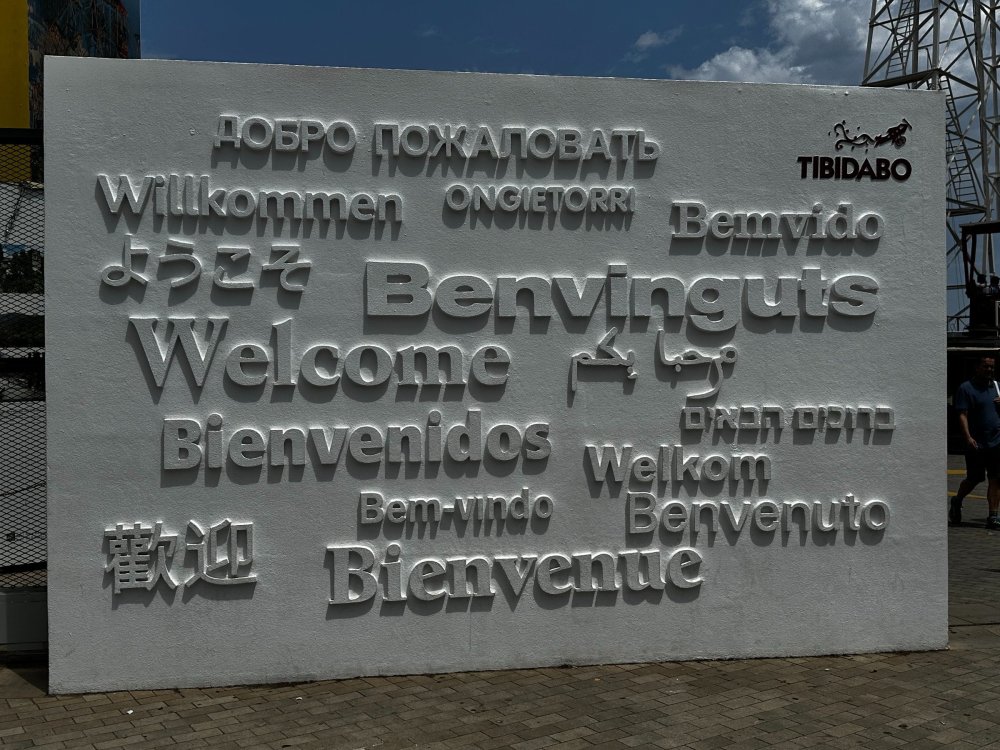 ДОБРО ПОЖАЛОВАТЬ
TIBIDABO
Willkommen
ONGIETORRI
Bemvido
ようこそ
Benvinguts
Welcome
مرحبا بكم
Bienvenidos
ברוכים הבאים
Welkom
Bem-vindo
Benvenuto
歡迎
Bienvenue